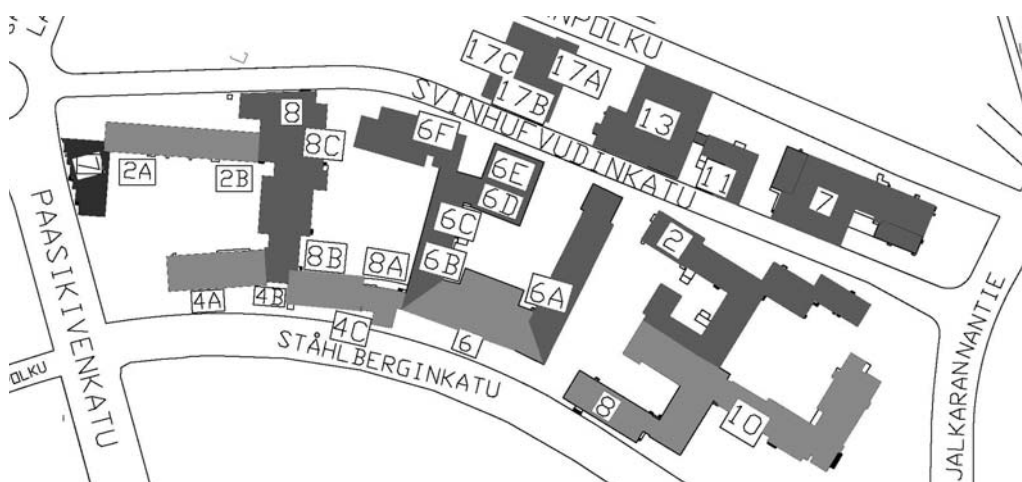 NPOLKU
17C
17A
17B
SVINHUFVUDINKATU
13
11
7
8
8C
6F
6E
6D
6C
6B
6A
2
2A
2B
8B
8A
4A
4B
4C
6
8
10
PAASIKIVENKATU
STÅHLBERGINKATU
JALKARANNANTIE
POLKU